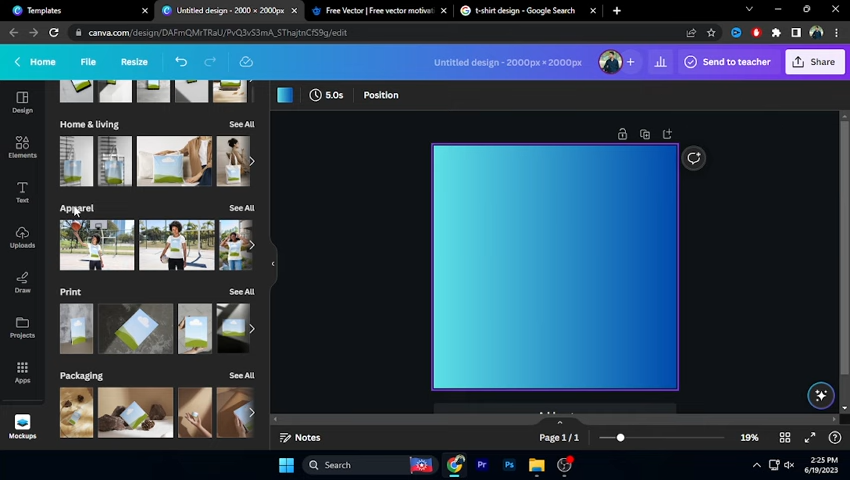 Templates
Untitled design - 2000 × 2000px
Free Vector | Free vector motivat
t-shirt design - Google Search
canva.com/design/DAFmQMrTRaU/PvQ3vS3mA_SThajtnCfS9g/edit
Home
File
Resize
Untitled design - 2000px × 2000px
Send to teacher
Share
5.0s
Position
Design
Elements
Text
Uploads
Draw
Projects
Apps
Mockups
Home & living
See All
Apparel
See All
Print
See All
Packaging
See All
Notes
Page 1 / 1
19%
Search
Pr
Ps
2:25 PM
6/19/2023